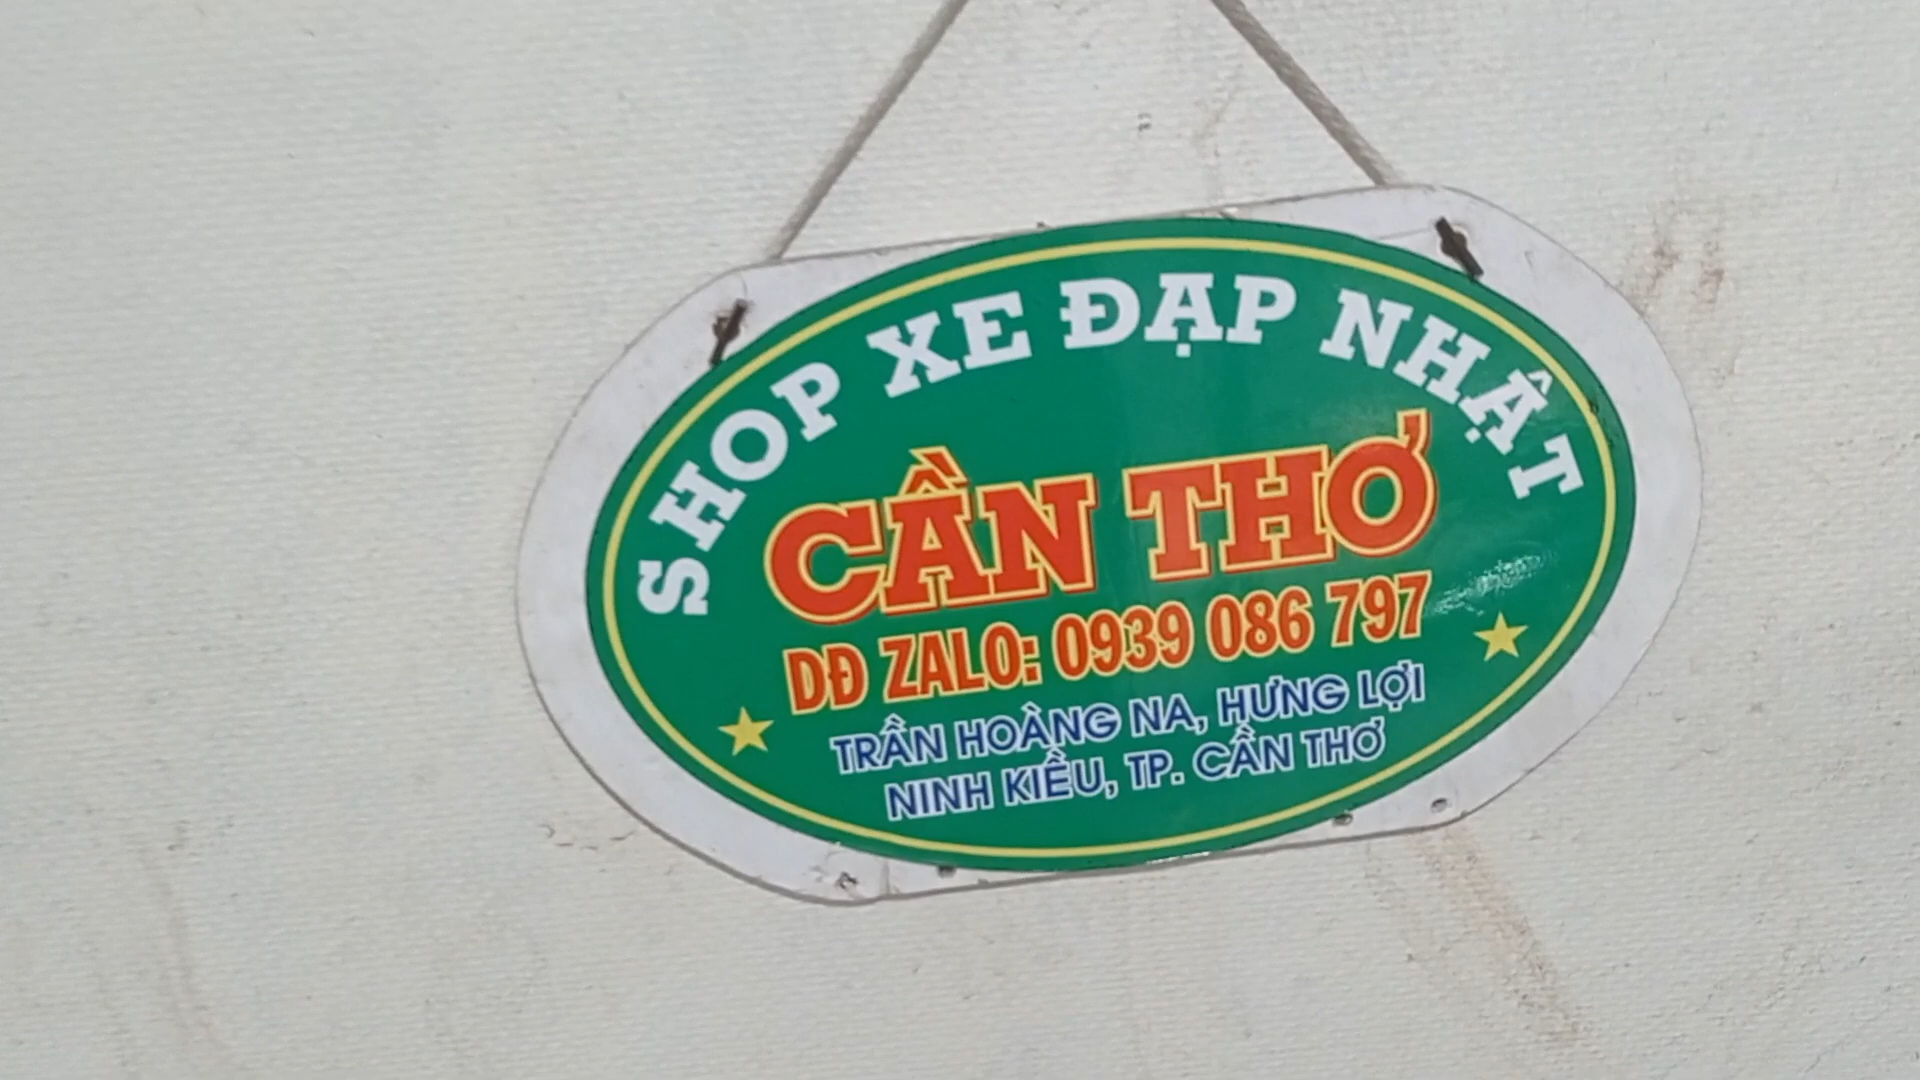 SHOP XE ĐẠP NHẬT
CẦN THƠ
DĐ ZALO: 0939 086 797
TRẦN HOÀNG NA, HƯNG LỢI
NINH KIỀU, TP. CẦN THƠ